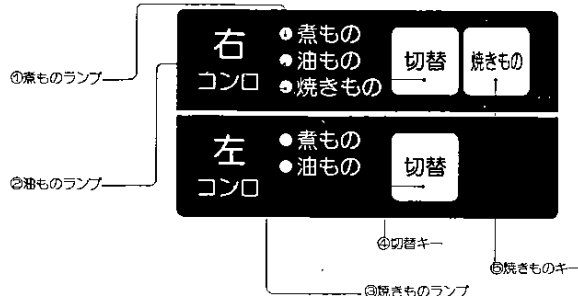 右
コンロ
煮もの
油もの
焼きもの
切替
焼きもの
左
コンロ
煮もの
油もの
切替
①煮ものランプ
②油ものランプ
④切替キー
⑤焼きものキー
③焼きものランプ